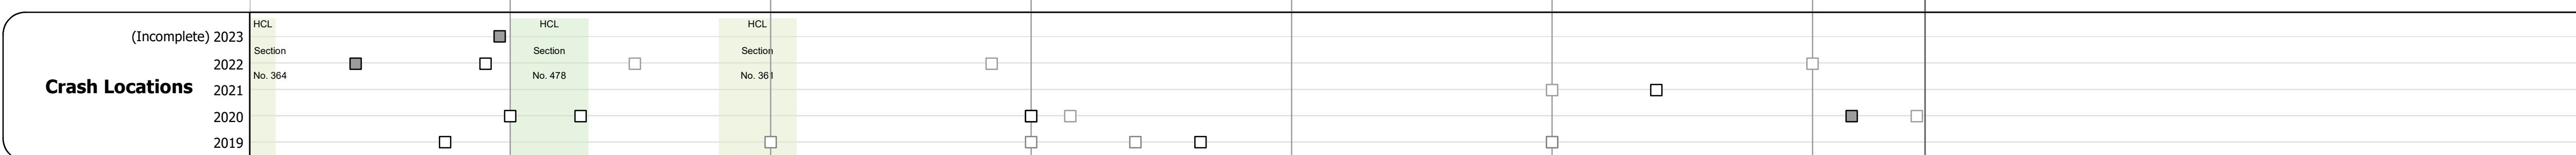 HCL
HCL
HCL
(Incomplete) 2023
Section
Section
Section
2022
No. 364
No. 478
No. 361
Crash Locations
2021
2020
2019